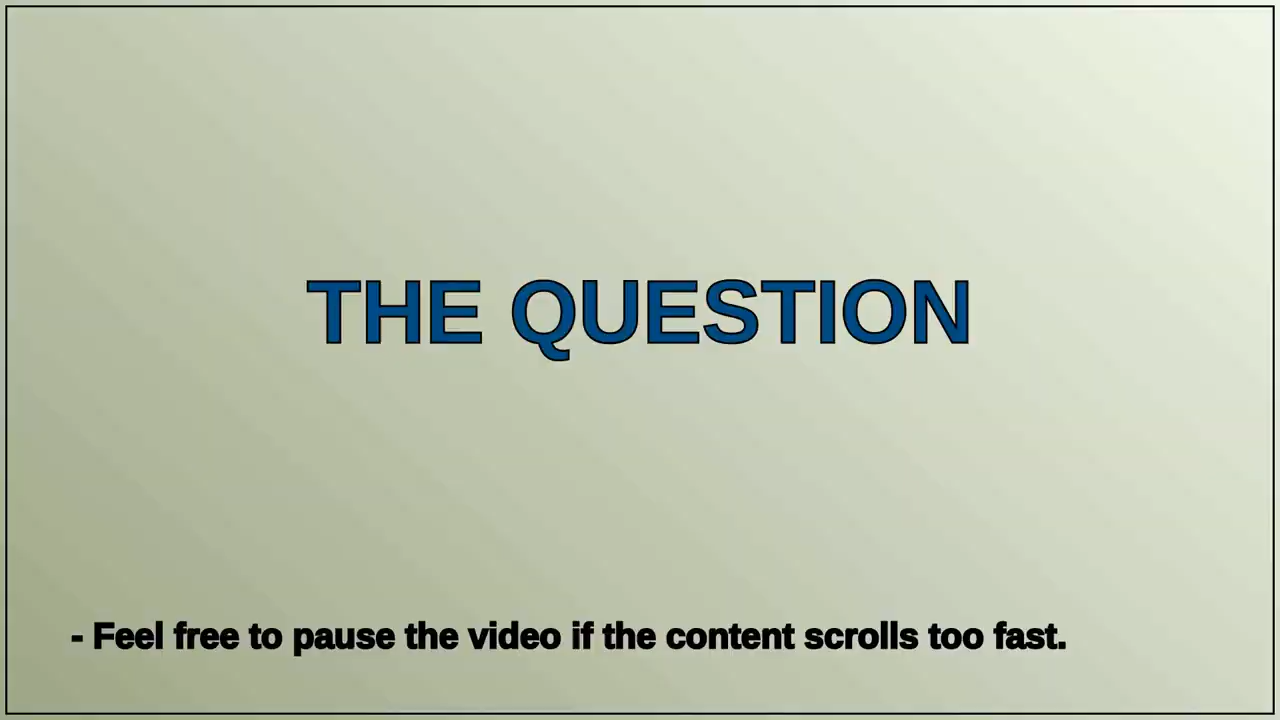 THE QUESTION
- Feel free to pause the video if the content scrolls too fast.